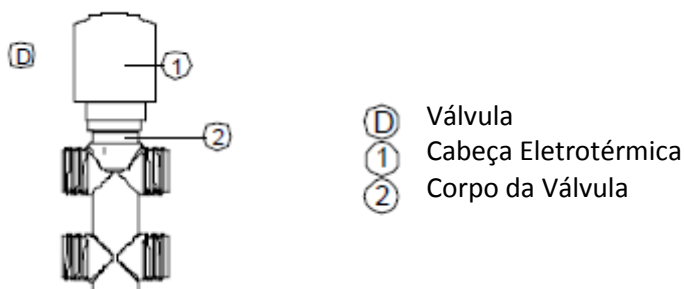 D
1
2
D Válvula
1 Cabeça Eletrotérmica
2 Corpo da Válvula